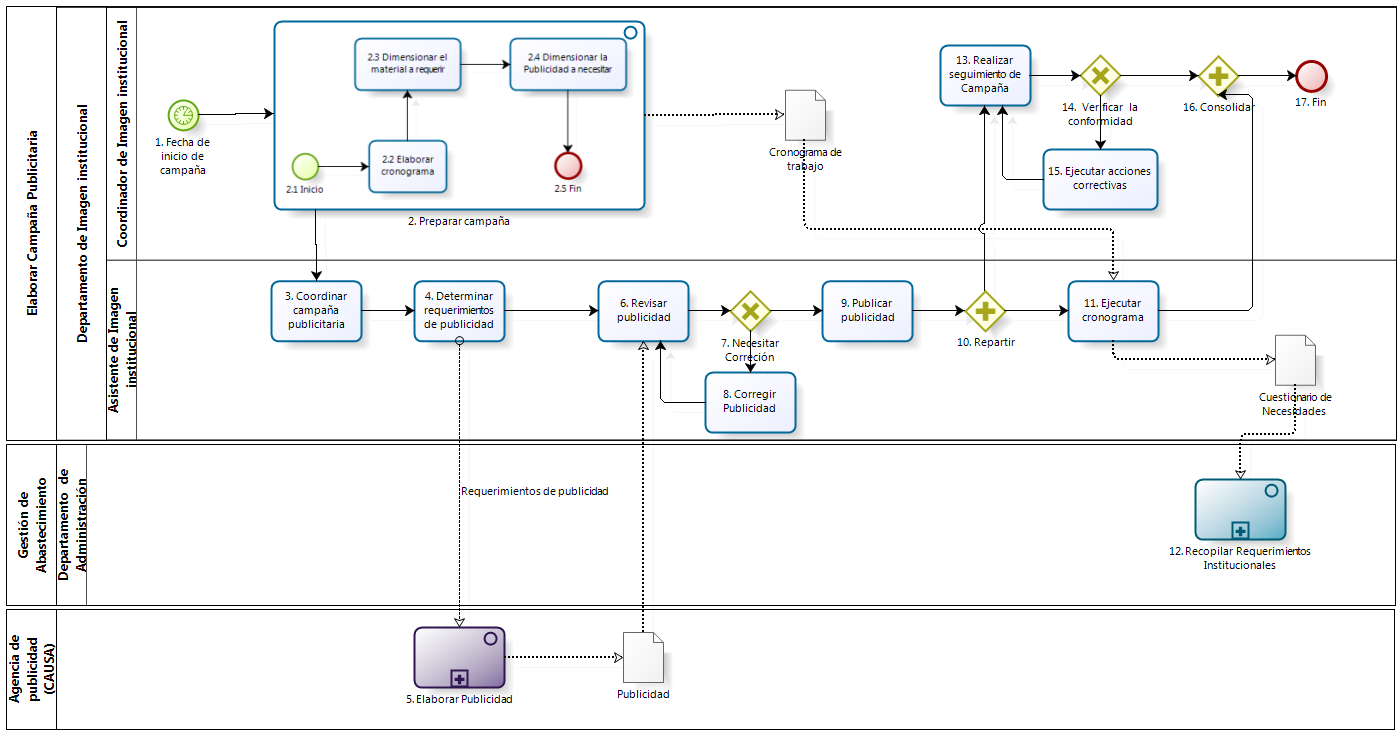 Elaborar Campaña Publicitaria
Departamento de Imagen institucional
Coordinador de Imagen institucional
1. Fecha de
inicio de
campaña
2.3 Dimensionar el
material a requerir
2.4 Dimensionar la
Publicidad a necesitar
2.1 Inicio
2.2 Elaborar
cronograma
2.5 Fin
2. Preparar campaña
Cronograma de
trabajo
13. Realizar
seguimiento de
Campaña
14. Verificar la
conformidad
15. Ejecutar acciones
correctivas
16. Consolidar
17. Fin
Asistente de Imagen
institucional
3. Coordinar
campaña
publicitaria
4. Determinar
requerimientos
de publicidad
6. Revisar
publicidad
7. Necesitar
Correción
8. Corregir
Publicidad
9. Publicar
publicidad
10. Repartir
11. Ejecutar
cronograma
Cuestionario de
Necesidades
Gestión de
Abastecimiento
Departamento de
Administración
Requerimientos de publicidad
12. Recopilar Requerimientos
Institucionales
Agencia de
publicidad
(CAUSA)
5. Elaborar Publicidad
Publicidad